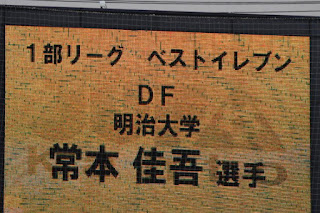 1部リーグ ベストイレブン
DF
明治大学
常本 佳吾 選手